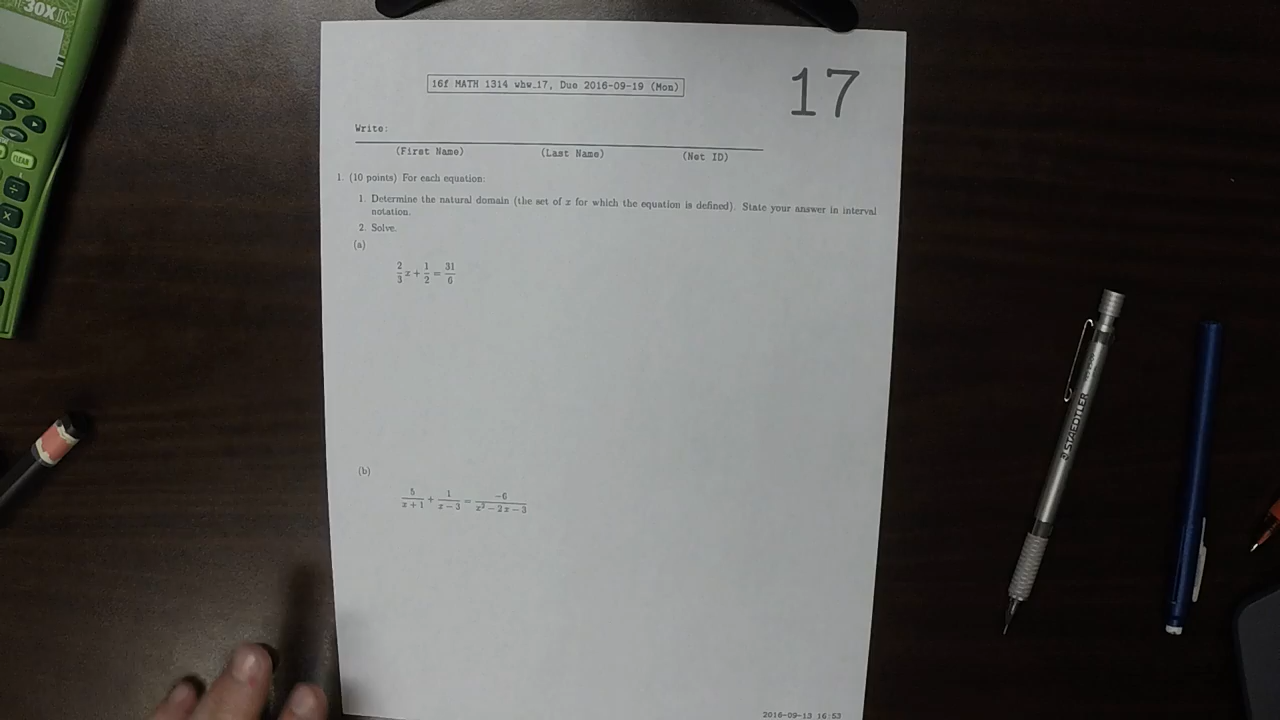 30X IIS
CLEAR
÷
×
16f MATH 1314 whw_17, Due 2016-09-19 (Mon)
17
Write:
(First Name) (Last Name) (Net ID)
1. (10 points) For each equation:
1. Determine the natural domain (the set of x for which the equation is defined). State your answer in interval
notation.
2. Solve.
(a)
2/3 x + 1/2 = 31/6
(b)
5/(x + 1) + 1/(x − 3) = −6/(x² − 2x − 3)
STAEDTLER
2016-09-13 16:53